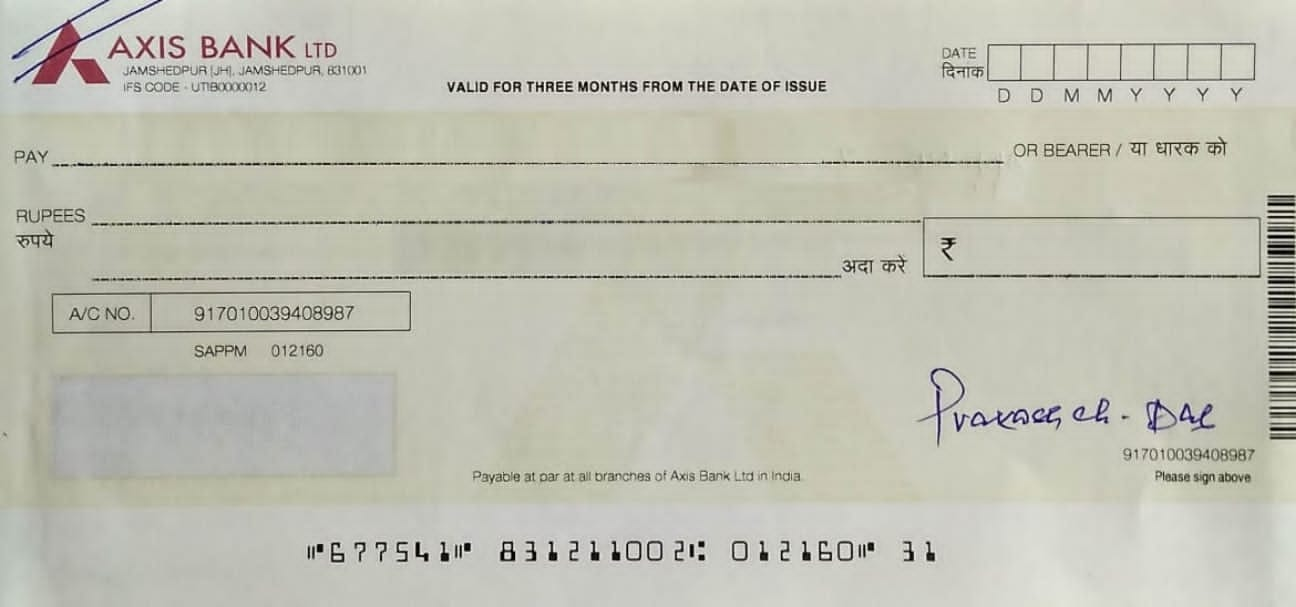 AXIS BANK LTD
JAMSHEDPUR [JH], JAMSHEDPUR, 831001
IFS CODE - UTIB0000012
VALID FOR THREE MONTHS FROM THE DATE OF ISSUE
DATE
दिनांक
D D M M Y Y Y Y
PAY OR BEARER / या धारक को
RUPEES
रुपये
अदा करें ₹
A/C NO. 917010039408987
SAPPM 012160
Prakash ch. Das
917010039408987
Payable at par at all branches of Axis Bank Ltd in India.
Please sign above
⑈677541⑈ 831211002⑆ 012160⑈ 31